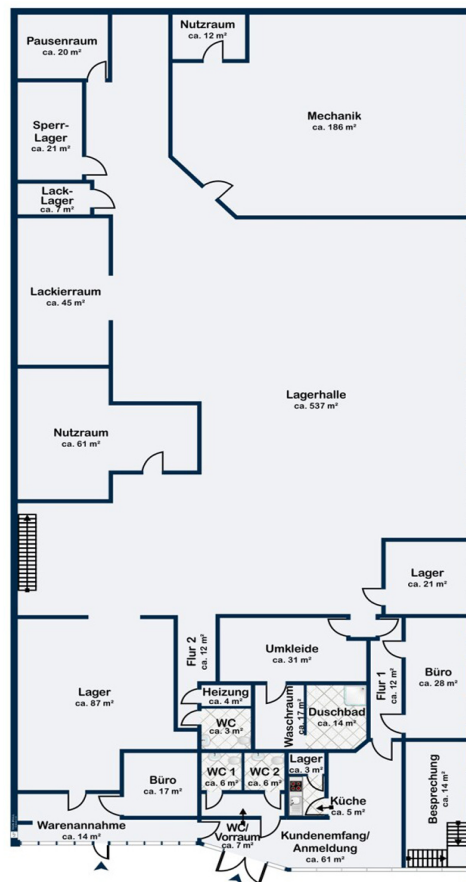 Pausenraum
ca. 20 m²
Nutzraum
ca. 12 m²
Mechanik
ca. 186 m²
Sperr-
Lager
ca. 21 m²
Lack-
Lager
ca. 7 m²
Lackierraum
ca. 45 m²
Lagerhalle
ca. 537 m²
Nutzraum
ca. 61 m²
Lager
ca. 21 m²
Flur 2
ca. 12 m²
Umkleide
ca. 31 m²
Flur 1
ca. 12 m²
Büro
ca. 28 m²
Lager
ca. 87 m²
Heizung
ca. 4 m²
WC
ca. 3 m²
Waschraum
ca. 17 m²
Duschbad
ca. 14 m²
Büro
ca. 17 m²
WC 1
ca. 6 m²
WC 2
ca. 6 m²
Lager
ca. 3 m²
Küche
ca. 5 m²
Besprechung
ca. 14 m²
Warenannahme
ca. 14 m²
WC/
Vorraum
ca. 7 m²
Kundenemfang/
Anmeldung
ca. 61 m²